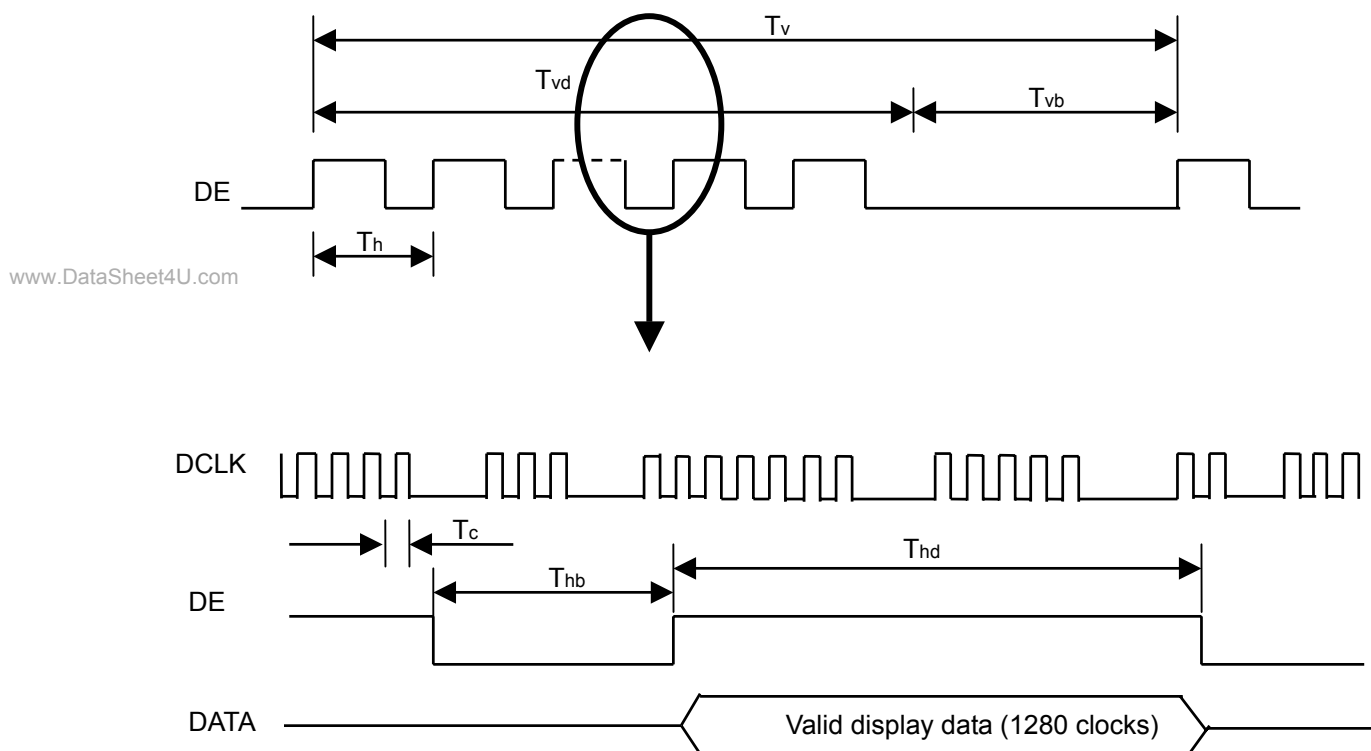 Tv
Tvd
Tvb
DE
Th
www.DataSheet4U.com
DCLK
Tc
Thd
Thb
DE
DATA
Valid display data (1280 clocks)